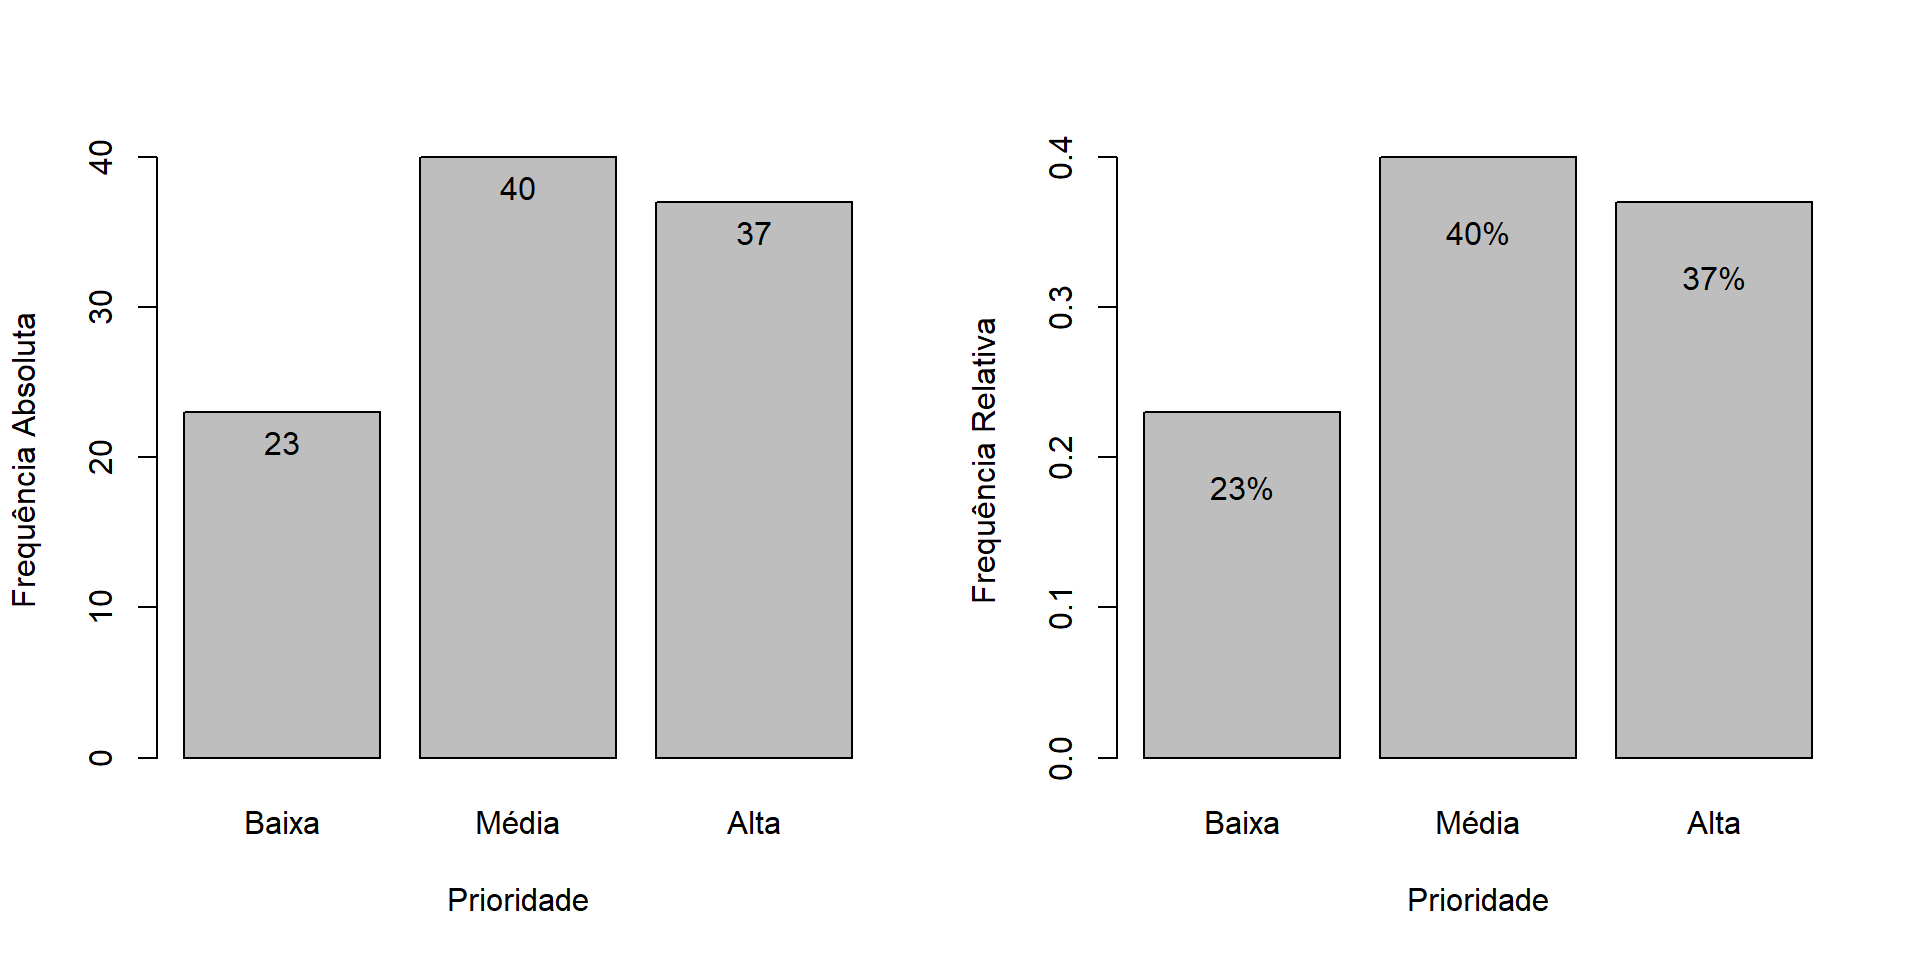 Frequência Absoluta
40
30
20
10
0
23
40
37
Baixa Média Alta
Prioridade
Frequência Relativa
0.4
0.3
0.2
0.1
0.0
23%
40%
37%
Baixa Média Alta
Prioridade